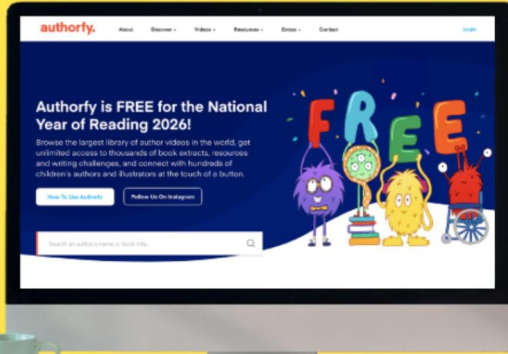 authorfy.
About Discover Videos Resources Extras Contact Login
Authorfy is FREE for the National
Year of Reading 2026!
Browse the largest library of author videos in the world, get
unlimited access to thousands of book extracts, resources
and writing challenges, and connect with hundreds of
children's authors and illustrators at the touch of a button.
How To Use Authorfy Follow Us On Instagram
Search an author's name or book title...
FREE